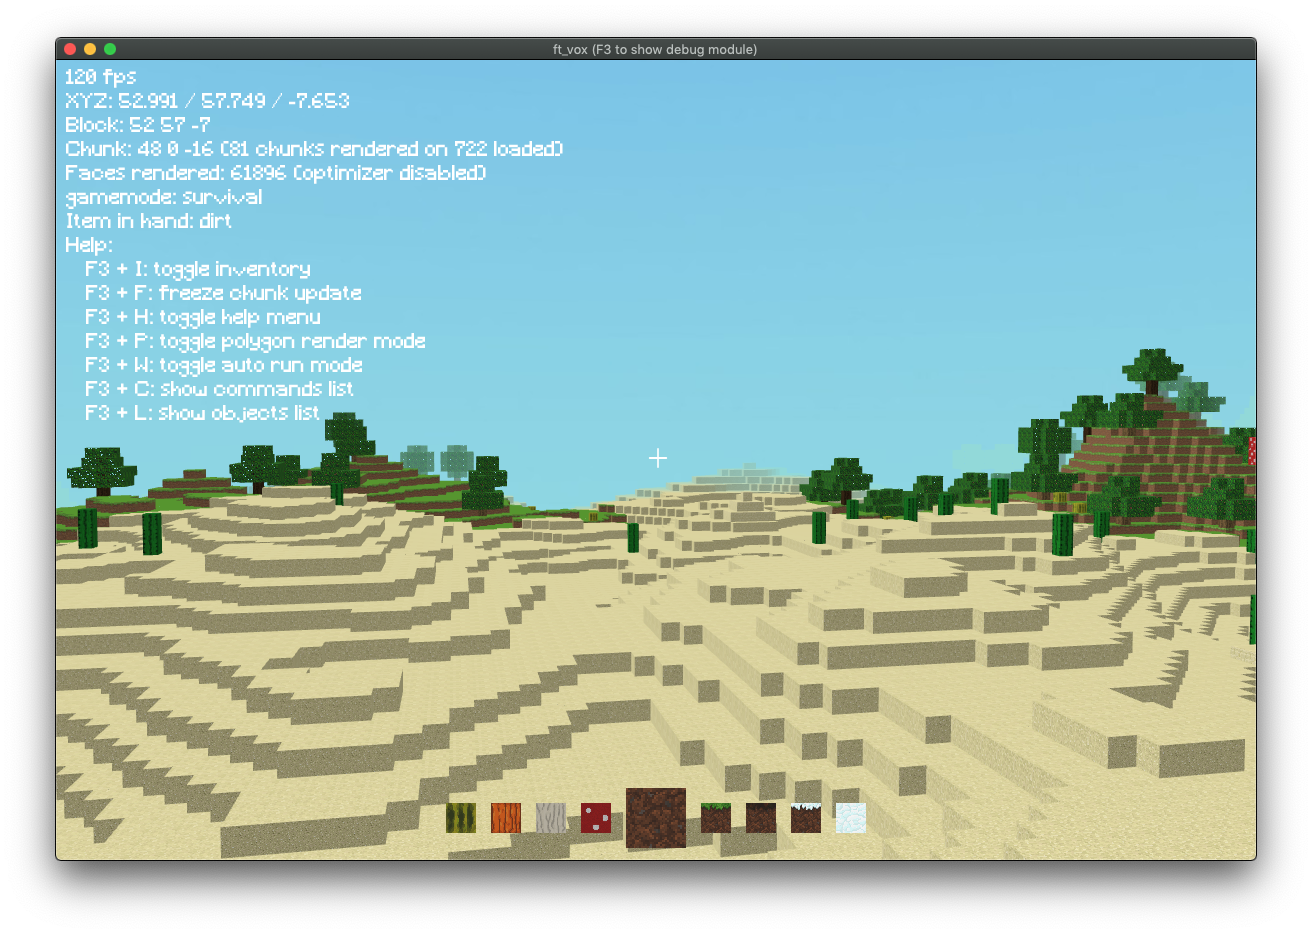 ft_vox (F3 to show debug module)
120 fps
XYZ: 52.991 / 57.749 / -7.653
Block: 52 57 -7
Chunk: 48 0 -16 (81 chunks rendered on 722 loaded)
Faces rendered: 61896 (optimizer disabled)
gamemode: survival
Item in hand: dirt
Help:
F3 + I: toggle inventory
F3 + F: freeze chunk update
F3 + H: toggle help menu
F3 + P: toggle polygon render mode
F3 + W: toggle auto run mode
F3 + C: show commands list
F3 + L: show objects list